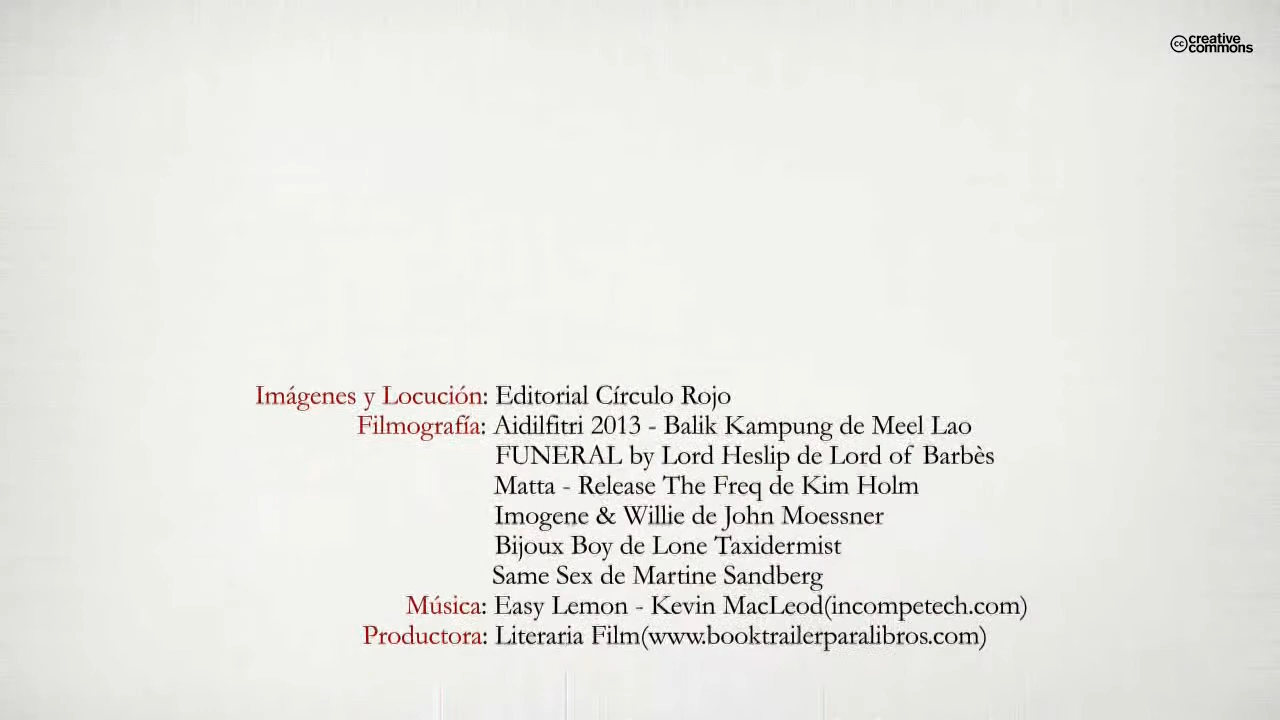 creative
commons
Imágenes y Locución: Editorial Círculo Rojo
Filmografía: Aidilfitri 2013 - Balik Kampung de Meel Lao
FUNERAL by Lord Heslip de Lord of Barbès
Matta - Release The Freq de Kim Holm
Imogene & Willie de John Moessner
Bijoux Boy de Lone Taxidermist
Same Sex de Martine Sandberg
Música: Easy Lemon - Kevin MacLeod(incompetech.com)
Productora: Literaria Film(www.booktrailerparalibros.com)